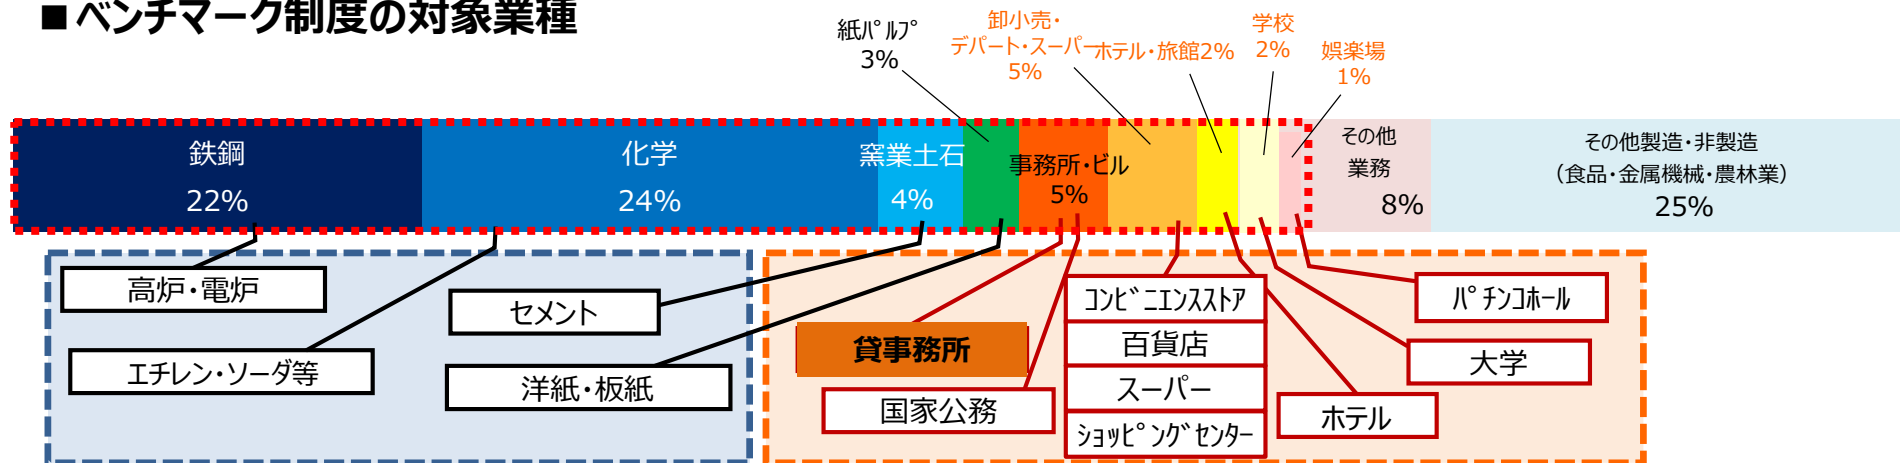 ■ベンチマーク制度の対象業種
紙ﾊﾟﾙﾌﾟ
3%
卸小売・
デパート・スーパー
5%
ホテル・旅館2%
学校
2%
娯楽場
1%
鉄鋼
22%
化学
24%
窯業土石
4%
事務所・ビル
5%
その他
業務
8%
その他製造・非製造
(食品・金属機械・農林業)
25%
高炉・電炉
エチレン・ソーダ等
セメント
洋紙・板紙
貸事務所
国家公務
ｺﾝﾋﾞﾆｴﾝｽｽﾄｱ
百貨店
スーパー
ｼｮｯﾋﾟﾝｸﾞｾﾝﾀｰ
ホテル
ﾊﾟﾁﾝｺﾎｰﾙ
大学